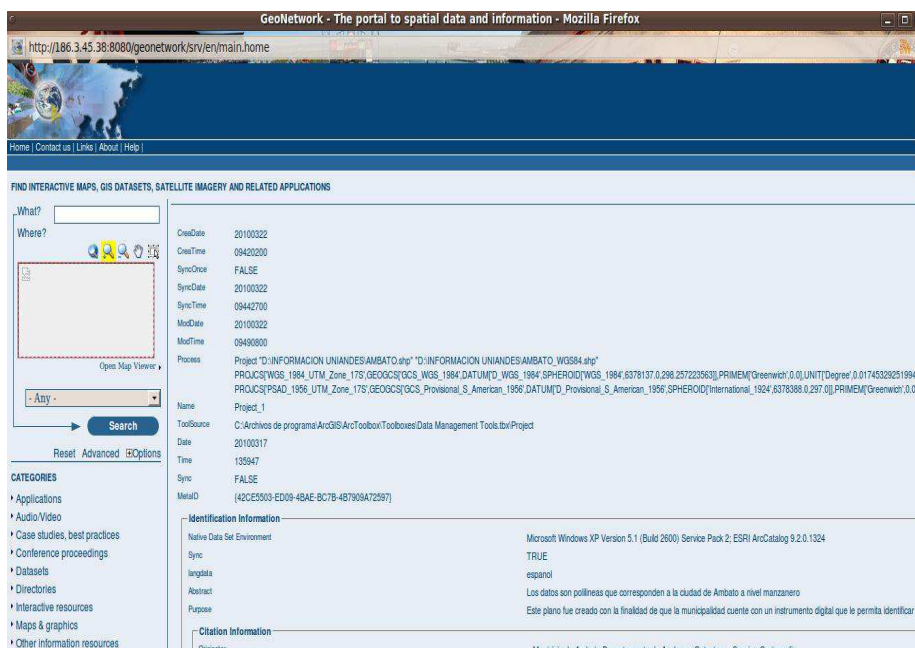 GeoNetwork - The portal to spatial data and information - Mozilla Firefox
http://186.3.45.38:8080/geonetwork/srv/en/main.home
Home | Contact us | Links | About | Help |
FIND INTERACTIVE MAPS, GIS DATASETS, SATELLITE IMAGERY AND RELATED APPLICATIONS
What?
Where?
Open Map Viewer
- Any -
Search
Reset Advanced Options
CATEGORIES
Applications
Audio/Video
Case studies, best practices
Conference proceedings
Datasets
Directories
Interactive resources
Maps & graphics
Other information resources
CreaDate 20100322
CreaTime 09420200
SyncOnce FALSE
SyncDate 20100322
SyncTime 09442700
ModDate 20100322
ModTime 09490800
Process Project "D:\INFORMACION UNIANDES\AMBATO.shp" "D:\INFORMACION UNIANDES\AMBATO_WGS84.shp"
PROJCS['WGS_1984_UTM_Zone_17S',GEOGCS['GCS_WGS_1984',DATUM['D_WGS_1984',SPHEROID['WGS_1984',6378137.0,298.257223563]],PRIMEM['Greenwich',0.0],UNIT['Degree',0.01745329251994
PROJCS['PSAD_1956_UTM_Zone_17S',GEOGCS['GCS_Provisional_S_American_1956',DATUM['D_Provisional_S_American_1956',SPHEROID['International_1924',6378388.0,297.0]],PRIMEM['Greenwich',0.0
Name Project_1
ToolSource C:\Archivos de programa\ArcGIS\ArcToolbox\Toolboxes\Data Management Tools.tbx\Project
Date 20100317
Time 135947
Sync FALSE
MetaID {42CE5503-ED09-4BAE-BC7B-4B7909A72597}
Identification Information
Native Data Set Environment Microsoft Windows XP Version 5.1 (Build 2600) Service Pack 2; ESRI ArcCatalog 9.2.0.1324
Sync TRUE
langdata espanol
Abstract Los datos son polilineas que corresponden a la ciudad de Ambato a nivel manzanero
Purpose Este plano fue creado con la finalidad de que la municipalidad cuente con un instrumento digital que le permita identificar
Citation Information